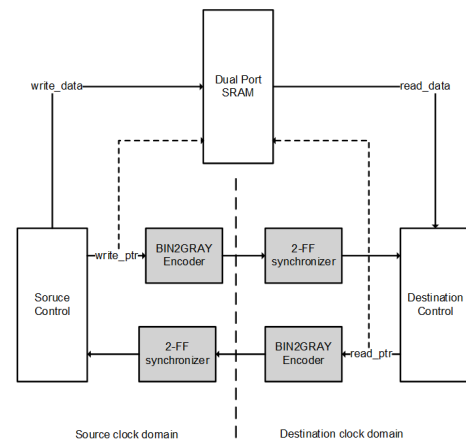 Dual Port
SRAM
write_data
read_data
BIN2GRAY
Encoder
2-FF
synchronizer
write_ptr
Soruce
Control
Destination
Control
2-FF
synchronizer
BIN2GRAY
Encoder
read_ptr
Source clock domain
Destination clock domain